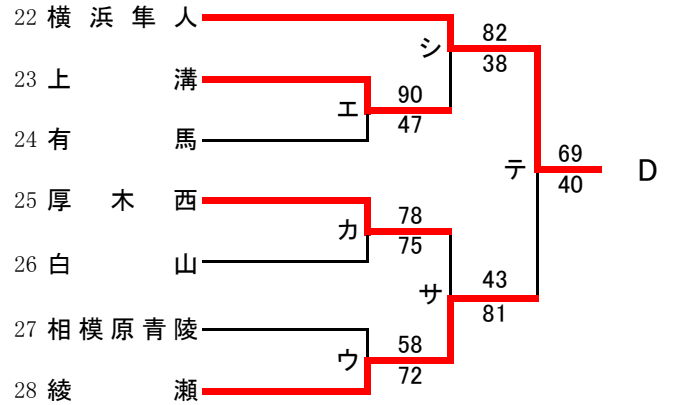 22 横浜隼人
シ
82
38
23 上溝
エ
90
47
24 有馬
テ
69
40
D
25 厚木西
カ
78
75
26 白山
サ
43
81
27 相模原青陵
ウ
58
72
28 綾瀬